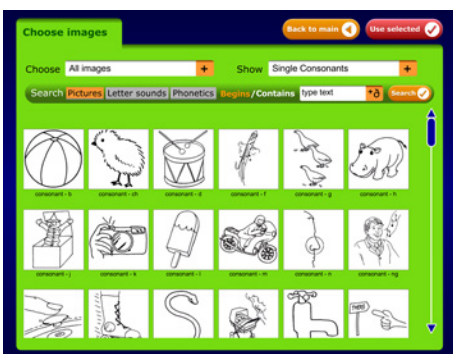 Choose images
Back to main
Use selected
Choose All images + Show Single Consonants +
Search Pictures Letter sounds Phonetics Begins/Contains type text +ə Search
consonant - b consonant - ch consonant - d consonant - f consonant - g consonant - h
consonant - j consonant - k consonant - l consonant - m consonant - n consonant - ng
THERE